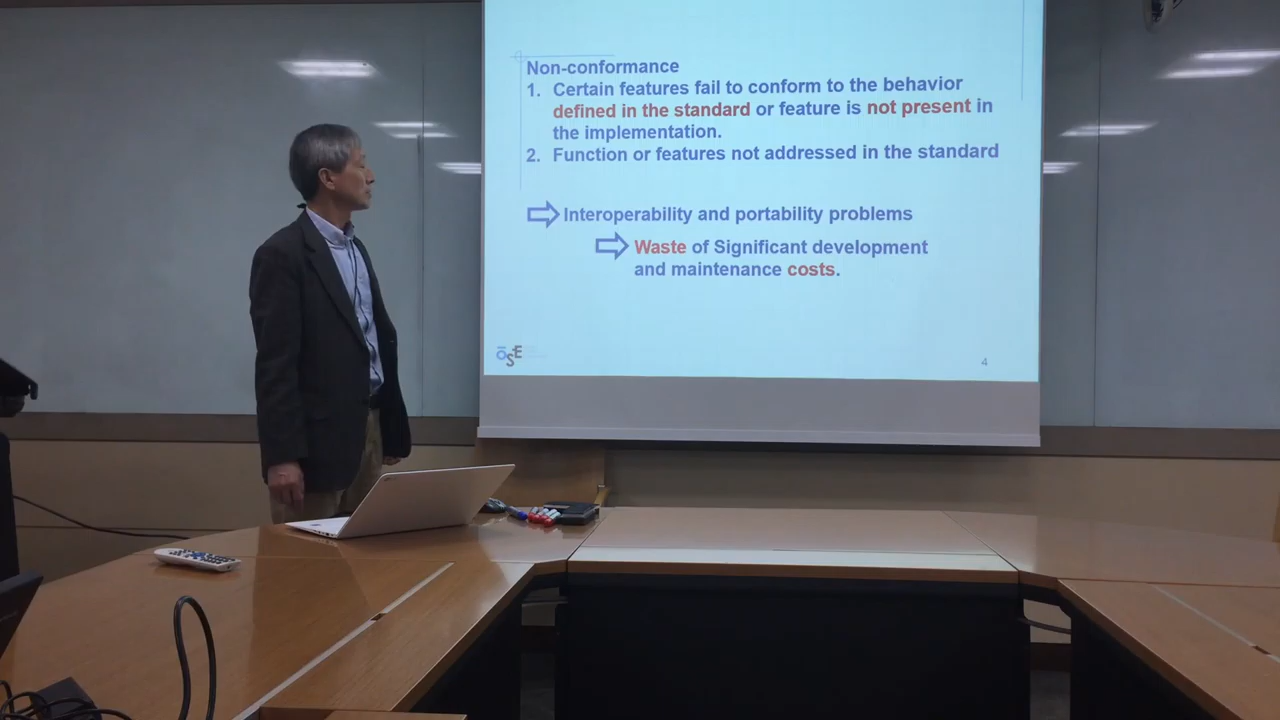 Non-conformance
1. Certain features fail to conform to the behavior
defined in the standard or feature is not present in
the implementation.
2. Function or features not addressed in the standard
Interoperability and portability problems
Waste of Significant development
and maintenance costs.
OSE
4